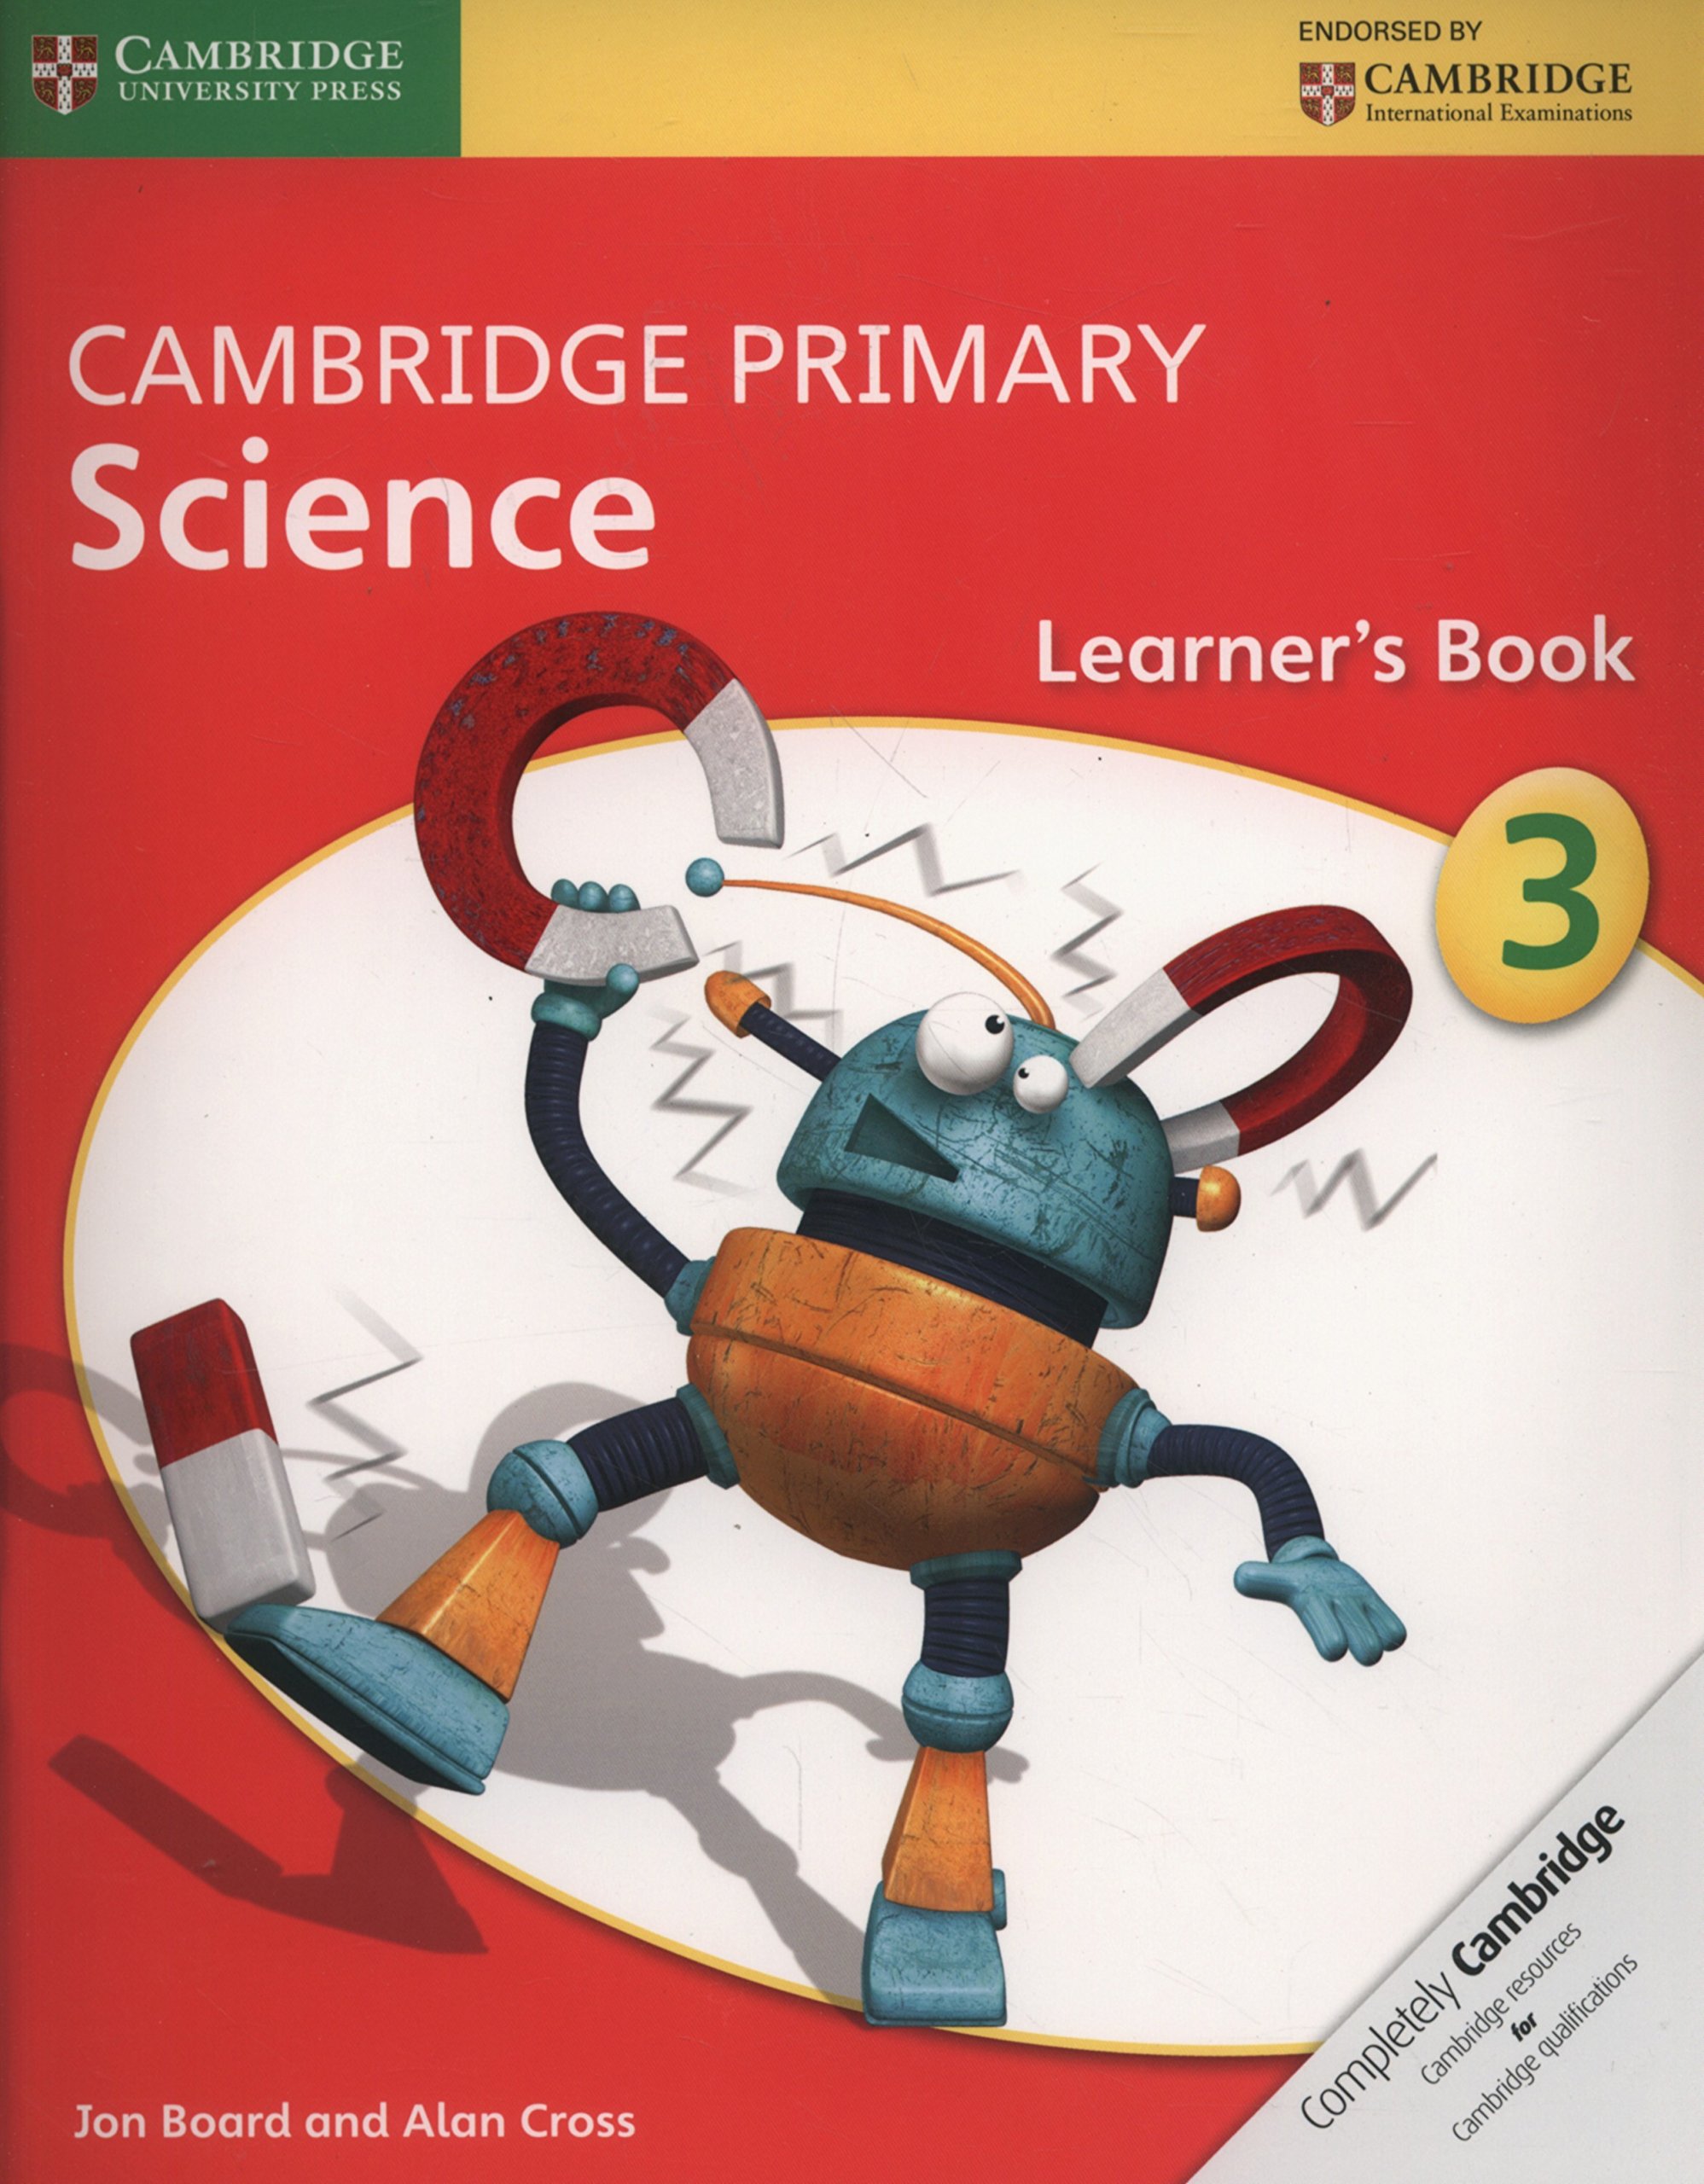 CAMBRIDGE
UNIVERSITY PRESS
ENDORSED BY
CAMBRIDGE
International Examinations
CAMBRIDGE PRIMARY
Science
Learner's Book
3
Completely Cambridge
Cambridge resources
for
Cambridge qualifications
Jon Board and Alan Cross